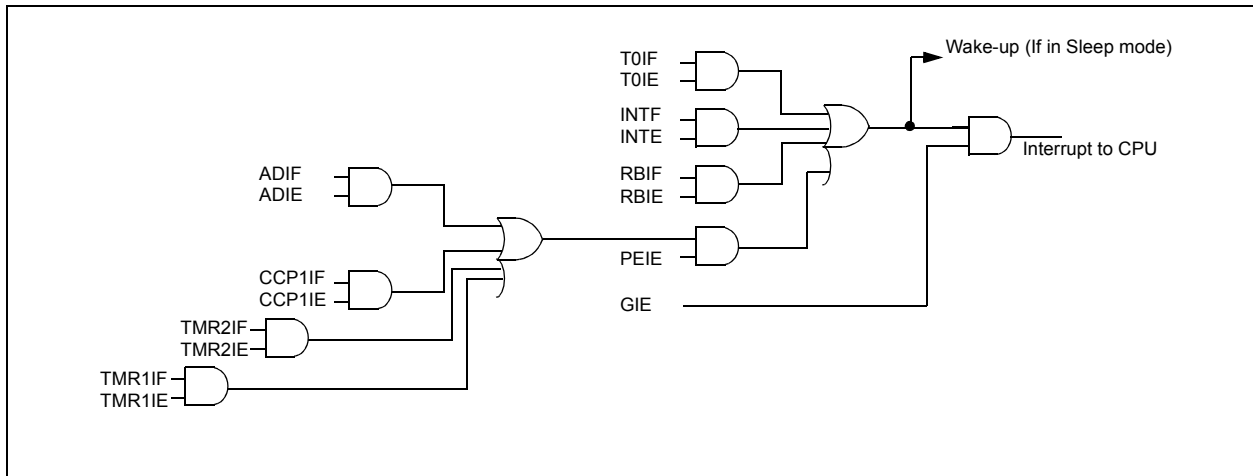 Wake-up (If in Sleep mode)
T0IF
T0IE
INTF
INTE
Interrupt to CPU
RBIF
RBIE
ADIF
ADIE
PEIE
CCP1IF
CCP1IE
GIE
TMR2IF
TMR2IE
TMR1IF
TMR1IE